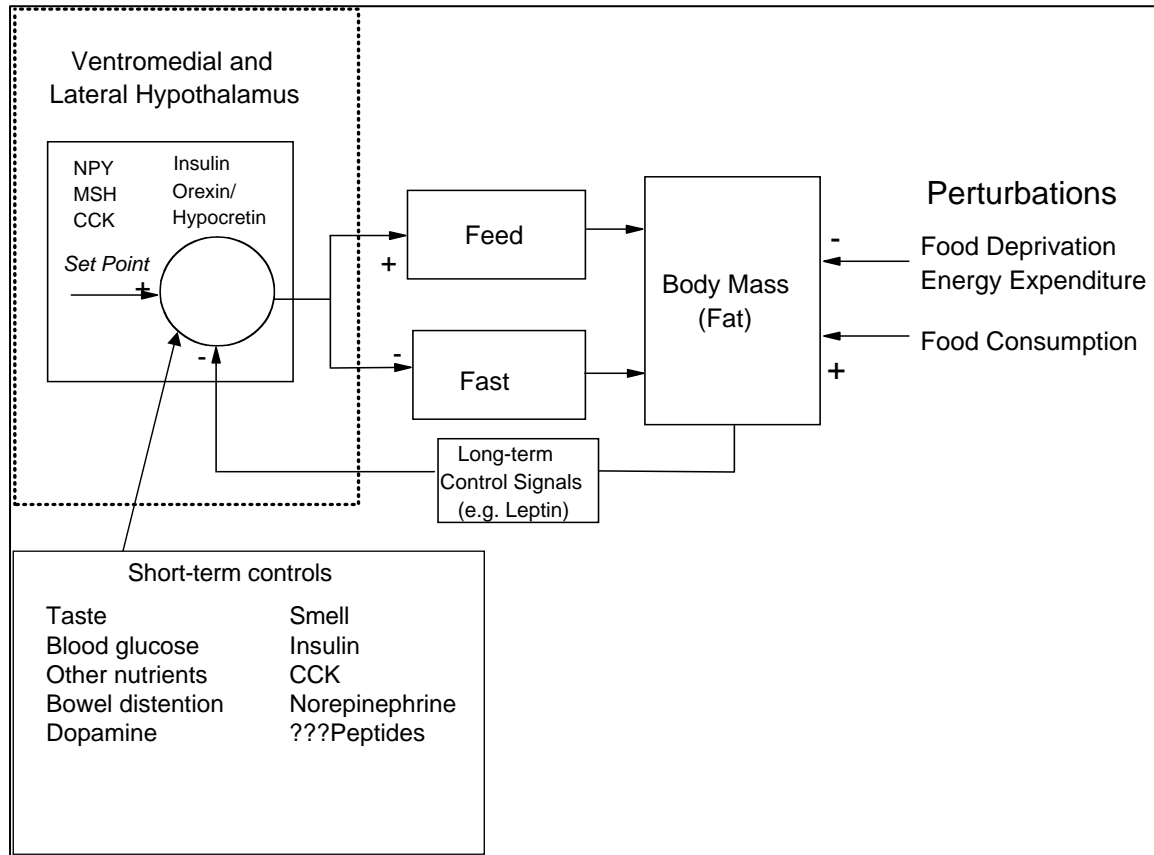 Ventromedial and
Lateral Hypothalamus
NPY
MSH
CCK
Insulin
Orexin/
Hypocretin
Set Point
+
-
+
Feed
-
Fast
Body Mass
(Fat)
Perturbations
-
Food Deprivation
Energy Expenditure
Food Consumption
+
Long-term
Control Signals
(e.g. Leptin)
Short-term controls
Taste
Blood glucose
Other nutrients
Bowel distention
Dopamine
Smell
Insulin
CCK
Norepinephrine
???Peptides